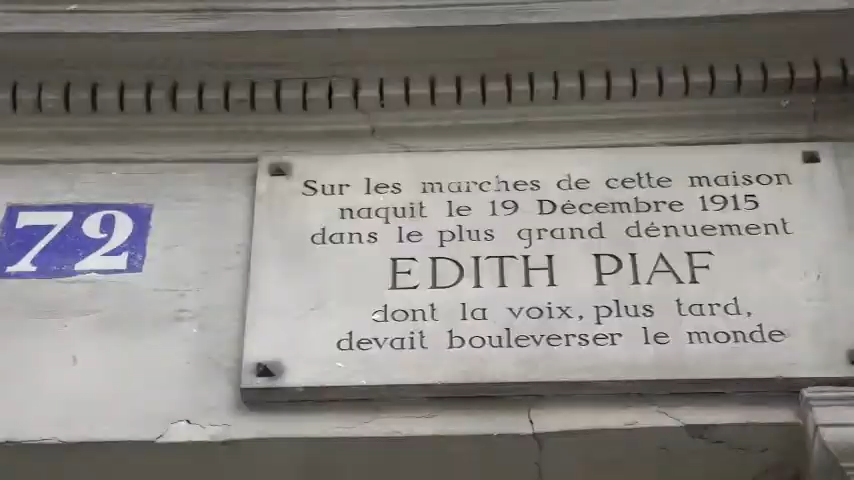 72
Sur les marches de cette maison
naquit le 19 Décembre 1915
dans le plus grand dénuement
EDITH PIAF
dont la voix, plus tard,
devait bouleverser le monde